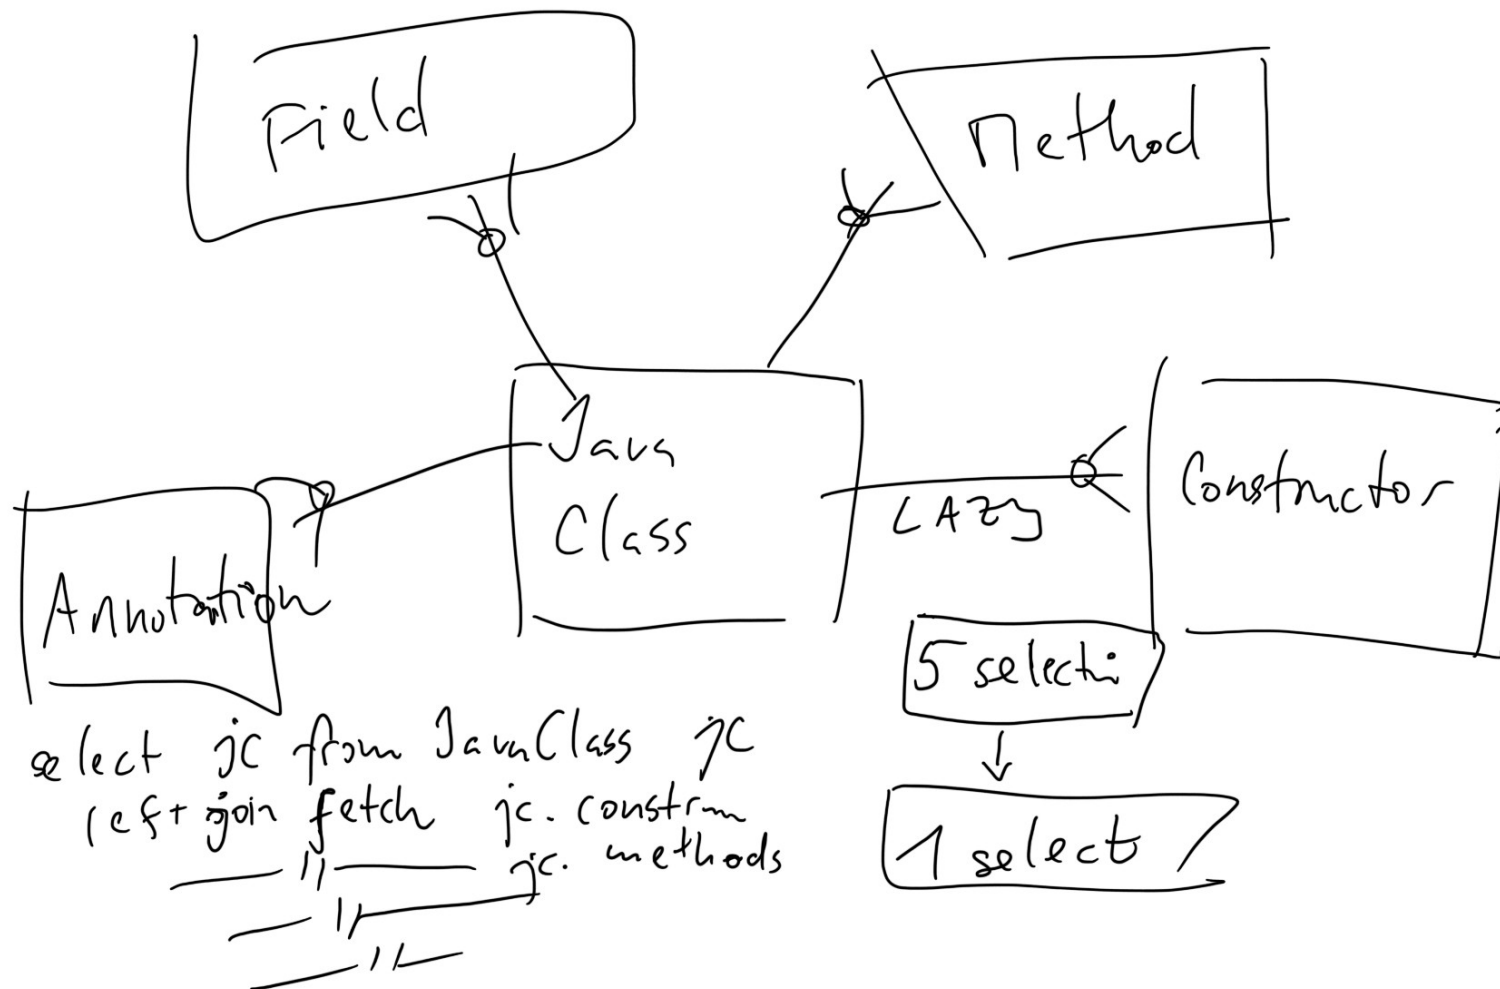 Field
Method
Java
Class
LAZY
Constructor
Annotation
5 selecti
select jc from JavaClass jc
left join fetch jc. constrm
1 select
—— " —— jc. methods
—— " ——
—— " ——